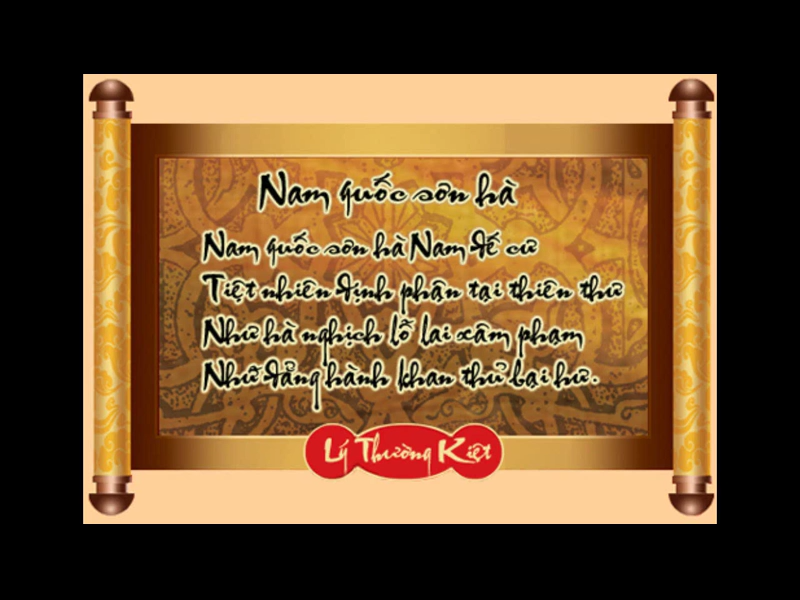 Nam quốc sơn hà
Nam quốc sơn hà Nam đế cư
Tiệt nhiên định phận tại thiên thư
Như hà nghịch lỗ lai xâm phạm
Nhữ đẳng hành khan thủ bại hư.
Lý Thường Kiệt